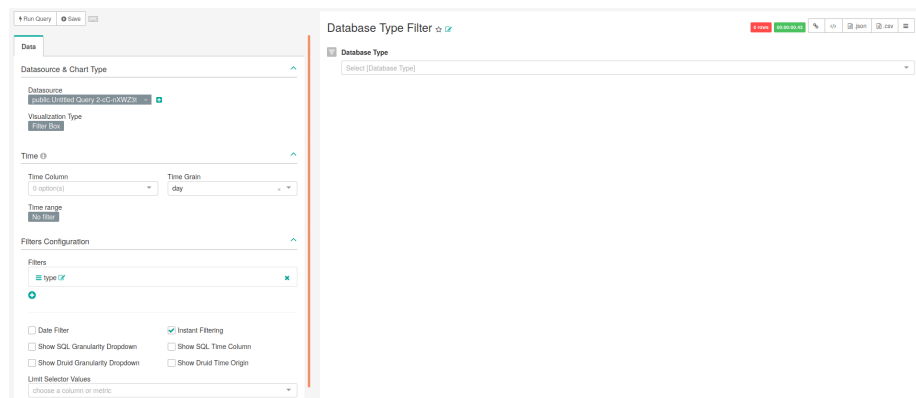 Run Query Save
Data
Datasource & Chart Type
Datasource
public.Untitled Query 2-cC-nXWZ3t
Visualization Type
Filter Box
Time
Time Column Time Grain
0 option(s) day
Time range
No filter
Filters Configuration
Filters
type
Date Filter Instant Filtering
Show SQL Granularity Dropdown Show SQL Time Column
Show Druid Granularity Dropdown Show Druid Time Origin
Limit Selector Values
choose a column or metric
Database Type Filter
0 rows 00:00:00.43 </> .json .csv
Database Type
Select [Database Type]